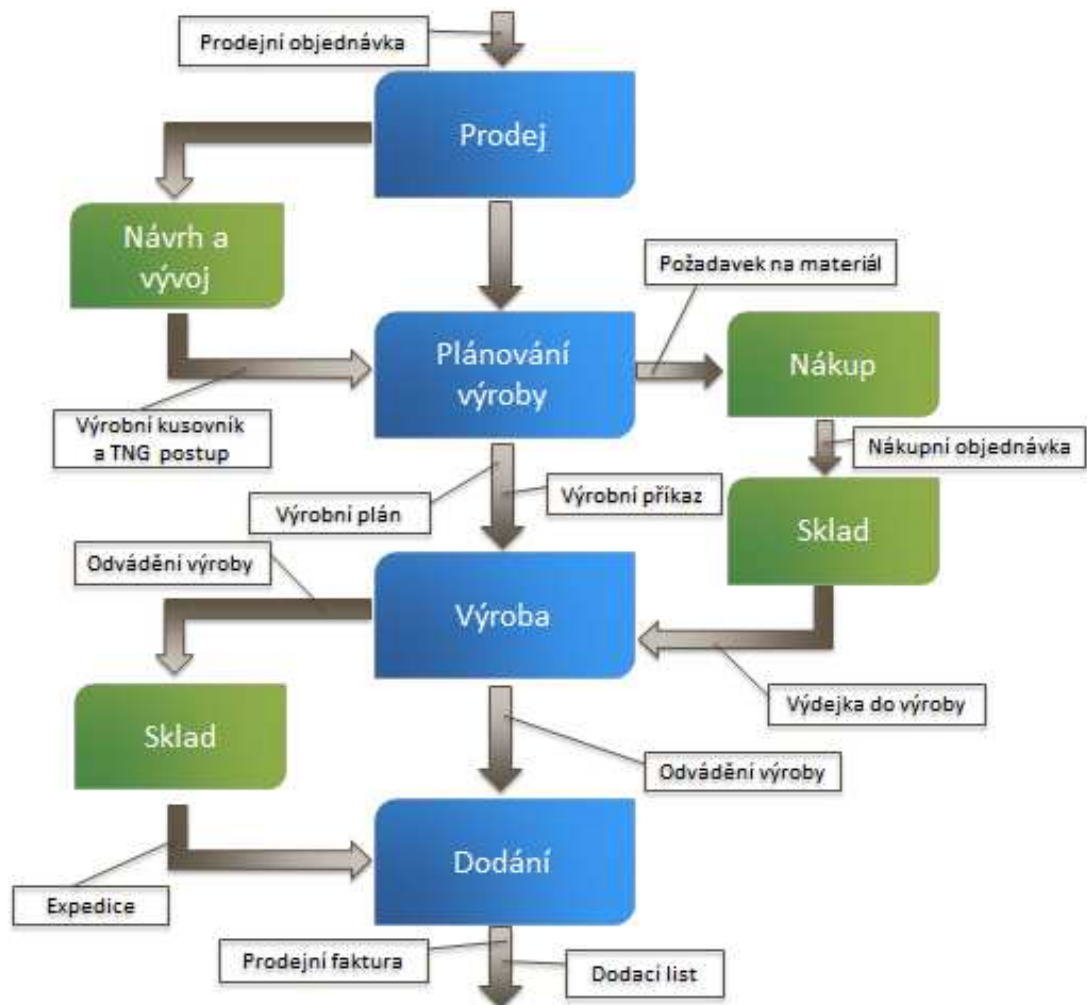 Prodejní objednávka
Prodej
Návrh a
vývoj
Požadavek na materiál
Plánování
výroby
Nákup
Výrobní kusovník
a TNG postup
Nákupní objednávka
Výrobní plán
Výrobní příkaz
Sklad
Odvádění výroby
Výroba
Výdejka do výroby
Sklad
Odvádění výroby
Dodání
Expedice
Prodejní faktura
Dodací list